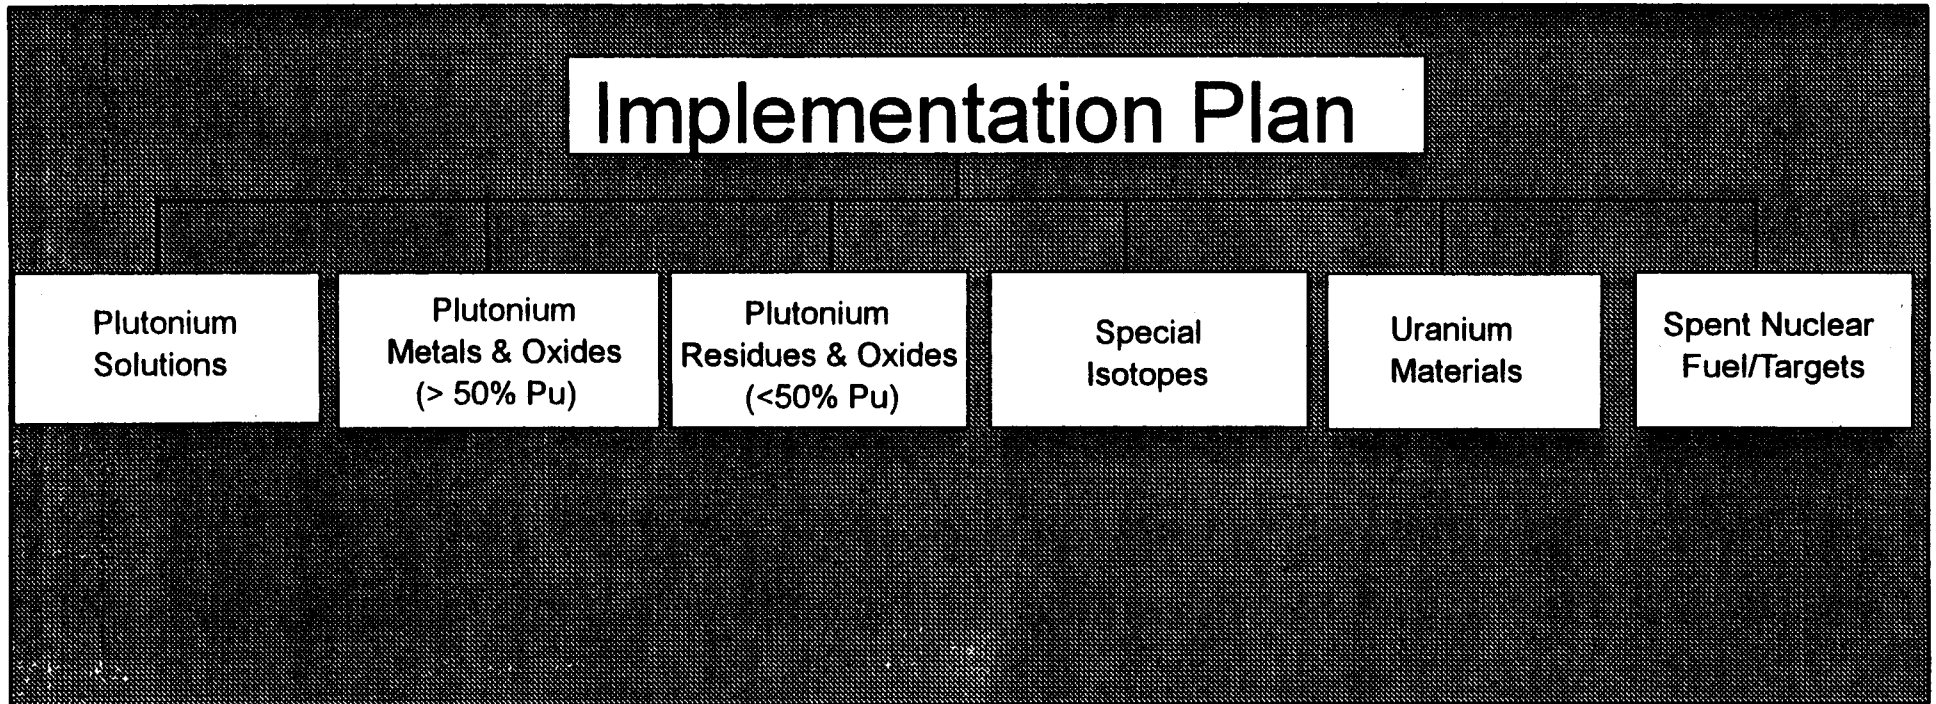 Implementation Plan
Plutonium
Solutions
Plutonium
Metals & Oxides
(> 50% Pu)
Plutonium
Residues & Oxides
(<50% Pu)
Special
Isotopes
Uranium
Materials
Spent Nuclear
Fuel/Targets